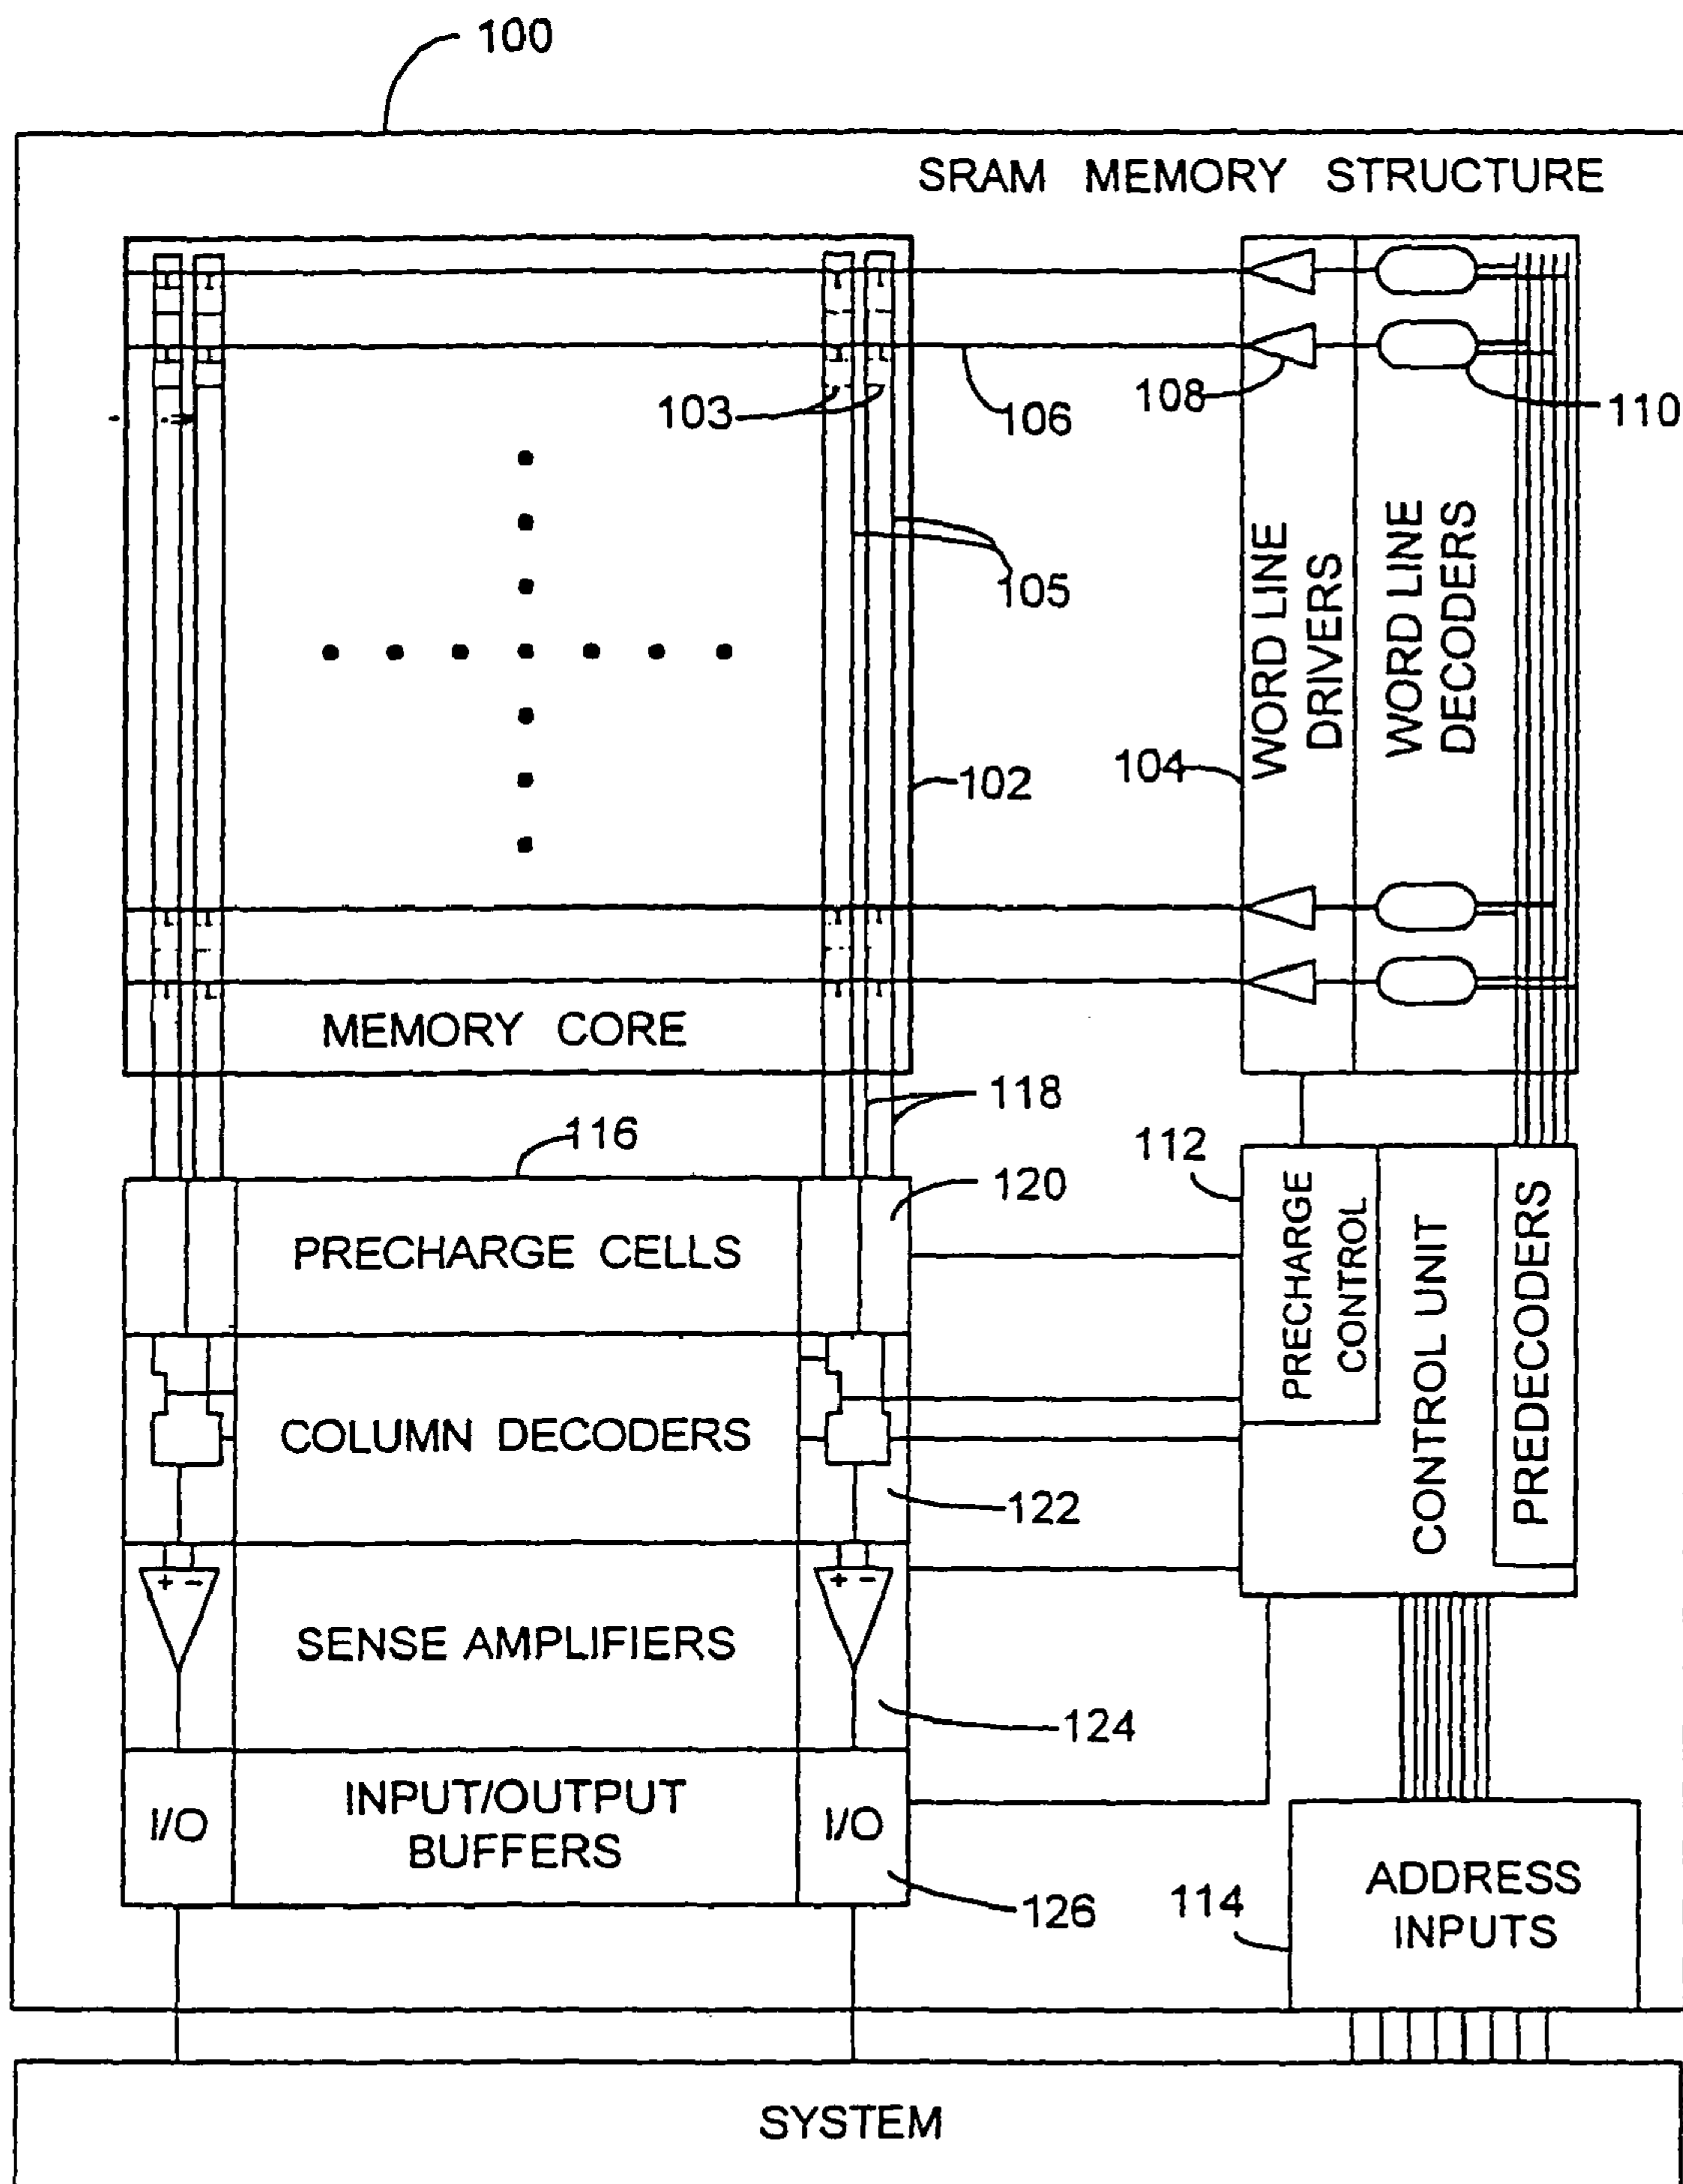 100
SRAM MEMORY STRUCTURE
103
106
108
110
105
WORD LINE
DRIVERS
WORD LINE
DECODERS
102
104
MEMORY CORE
118
116
112
120
PRECHARGE CELLS
PRECHARGE
CONTROL
CONTROL UNIT
PREDECODERS
COLUMN DECODERS
122
+ -
+ -
SENSE AMPLIFIERS
124
I/O
INPUT/OUTPUT
BUFFERS
I/O
126
114
ADDRESS
INPUTS
SYSTEM